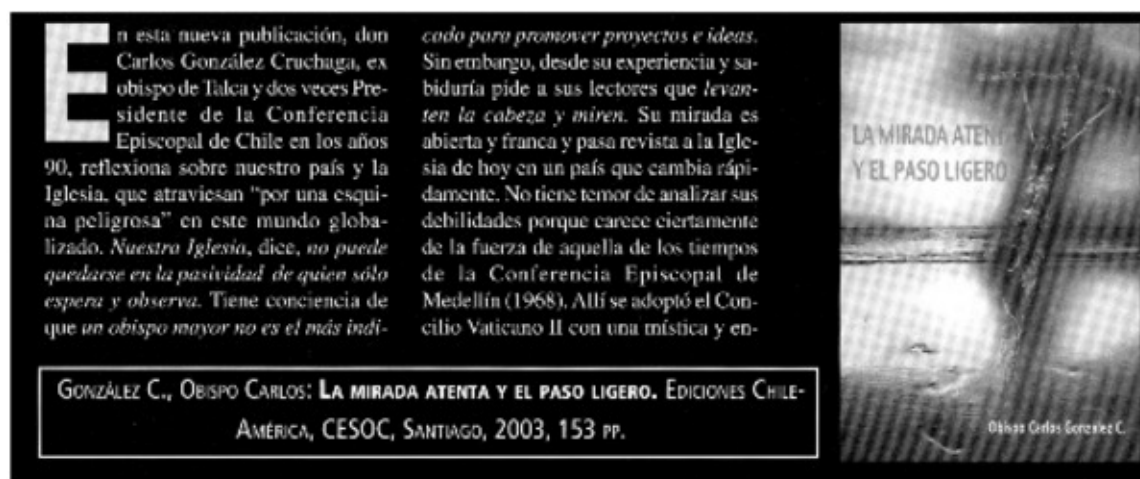 En esta nueva publicación, don
Carlos González Cruchaga, ex
obispo de Talca y dos veces Pre-
sidente de la Conferencia
Episcopal de Chile en los años
90, reflexiona sobre nuestro país y la
Iglesia, que atraviesan “por una esqui-
na peligrosa” en este mundo globa-
lizado. Nuestra Iglesia, dice, no puede
quedarse en la pasividad de quien sólo
espera y observa. Tiene conciencia de
que un obispo mayor no es el más indi-
cado para promover proyectos e ideas.
Sin embargo, desde su experiencia y sa-
biduría pide a sus lectores que levan-
ten la cabeza y miren. Su mirada es
abierta y franca y pasa revista a la Igle-
sia de hoy en un país que cambia rápi-
damente. No tiene temor de analizar sus
debilidades porque carece ciertamente
de la fuerza de aquella de los tiempos
de la Conferencia Episcopal de
Medellín (1968). Allí se adoptó el Con-
cilio Vaticano II con una mística y en-
GONZÁLEZ C., OBISPO CARLOS: LA MIRADA ATENTA Y EL PASO LIGERO. EDICIONES CHILE-
AMÉRICA, CESOC, SANTIAGO, 2003, 153 PP.
LA MIRADA ATENTA
Y EL PASO LIGERO
Obispo Carlos González C.